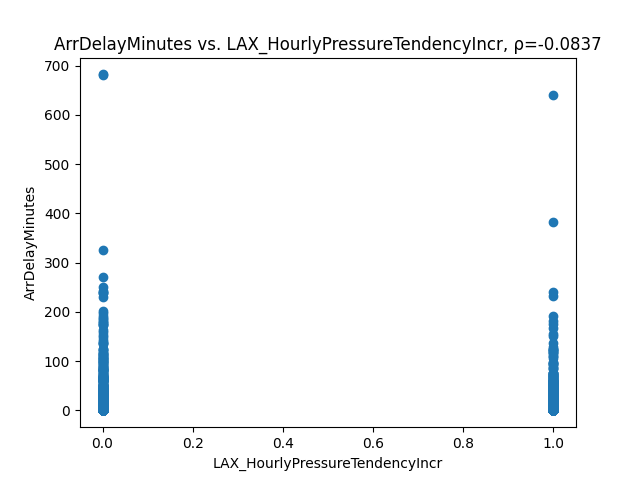 ArrDelayMinutes vs. LAX_HourlyPressureTendencyIncr, ρ=-0.0837
700
600
500
400
300
200
100
0
ArrDelayMinutes
0.0 0.2 0.4 0.6 0.8 1.0
LAX_HourlyPressureTendencyIncr